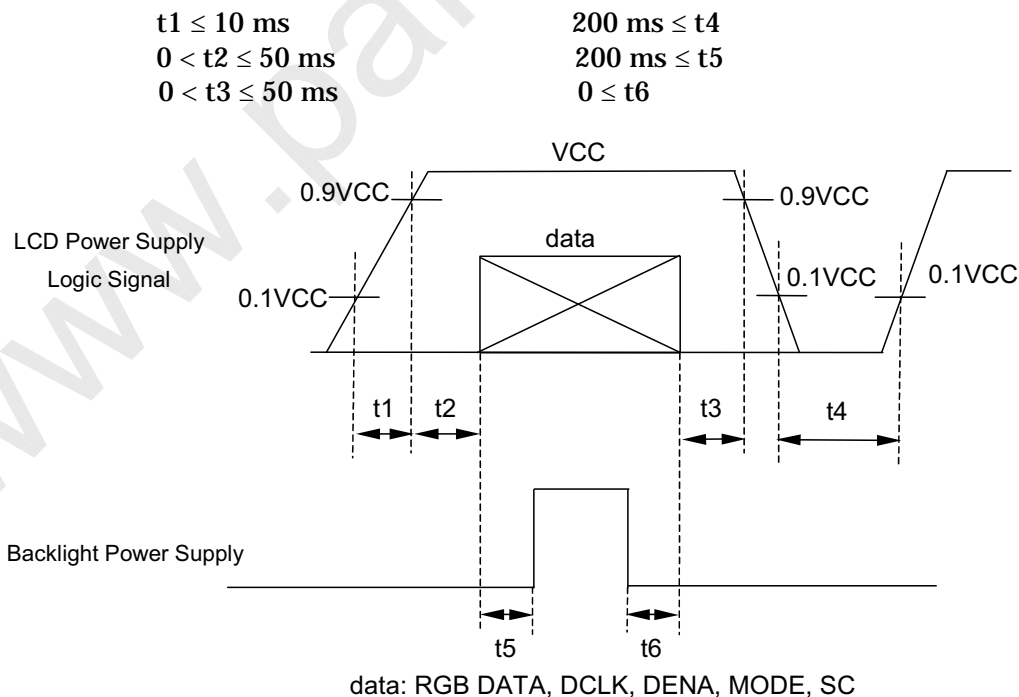 t1 ≤ 10 ms 200 ms ≤ t4
0 < t2 ≤ 50 ms 200 ms ≤ t5
0 < t3 ≤ 50 ms 0 ≤ t6
VCC
0.9VCC 0.9VCC
LCD Power Supply
Logic Signal
data
0.1VCC 0.1VCC 0.1VCC
t1 t2 t3 t4
Backlight Power Supply
t5 t6
data: RGB DATA, DCLK, DENA, MODE, SC